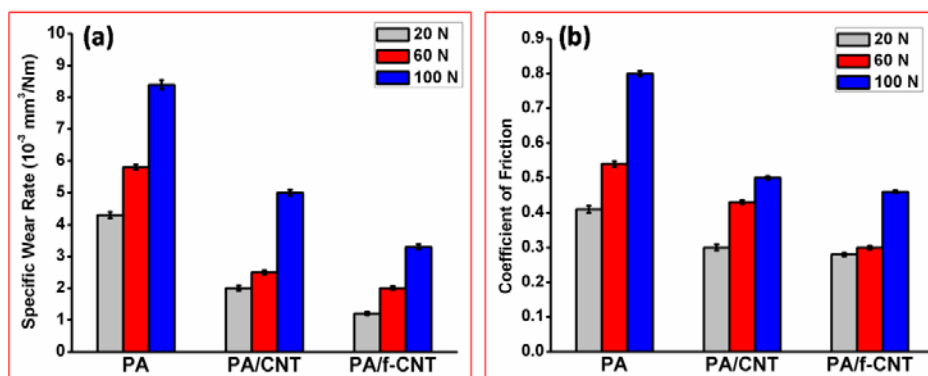 (a)
20 N
60 N
100 N
Specific Wear Rate (10⁻³ mm³/Nm)
10
9
8
7
6
5
4
3
2
1
0
PA
PA/CNT
PA/f-CNT
(b)
20 N
60 N
100 N
Coefficient of Friction
0.9
0.8
0.7
0.6
0.5
0.4
0.3
0.2
0.1
0.0
PA
PA/CNT
PA/f-CNT